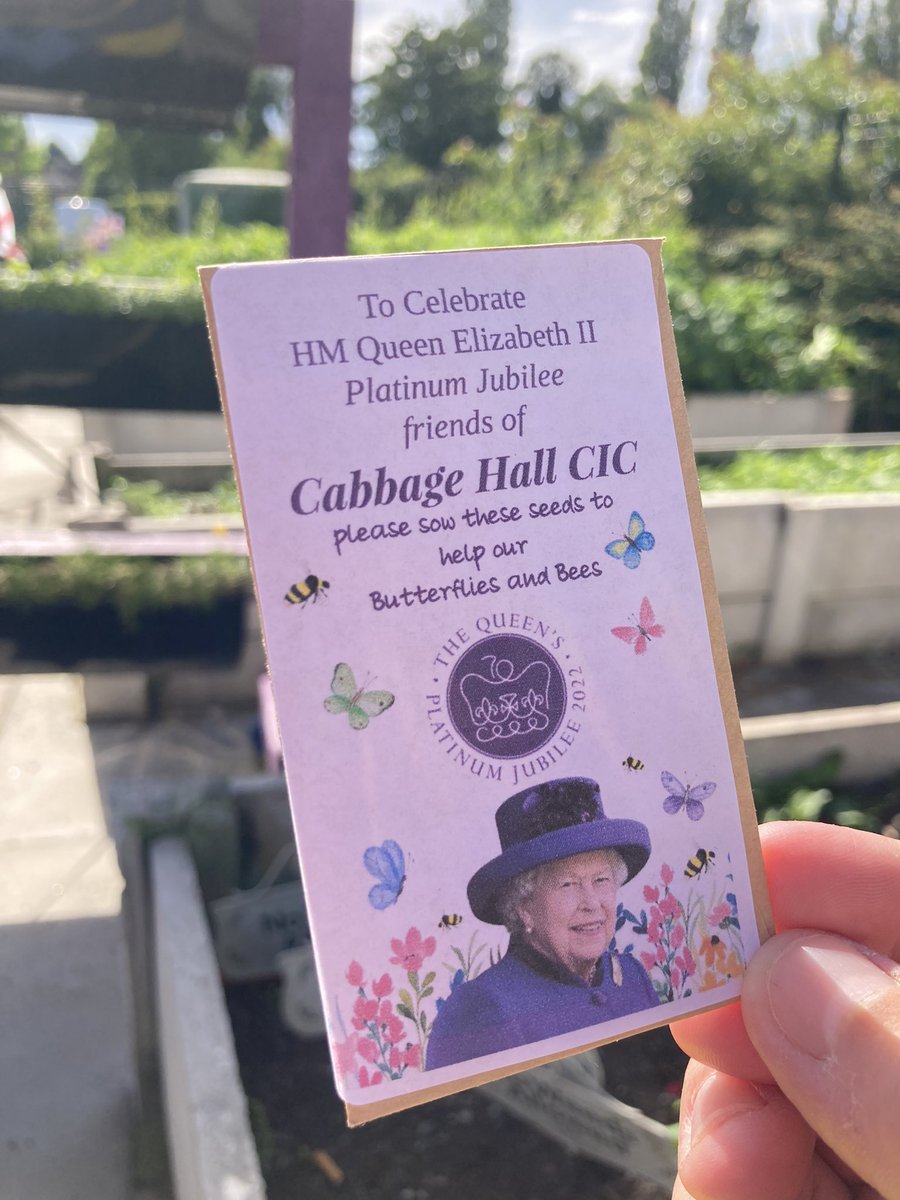 To Celebrate
HM Queen Elizabeth II
Platinum Jubilee
friends of
Cabbage Hall CIC
please sow these seeds to
help our
Butterflies and Bees
THE QUEEN'S
70
PLATINUM JUBILEE 2022